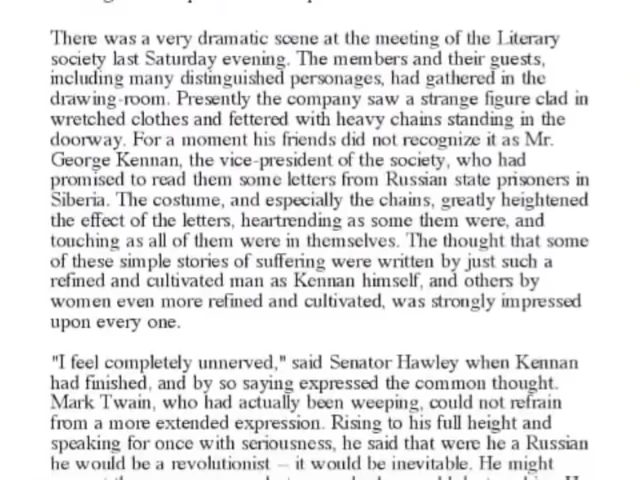 There was a very dramatic scene at the meeting of the Literary
society last Saturday evening. The members and their guests,
including many distinguished personages, had gathered in the
drawing-room. Presently the company saw a strange figure clad in
wretched clothes and fettered with heavy chains standing in the
doorway. For a moment his friends did not recognize it as Mr.
George Kennan, the vice-president of the society, who had
promised to read them some letters from Russian state prisoners in
Siberia. The costume, and especially the chains, greatly heightened
the effect of the letters, heartrending as some them were, and
touching as all of them were in themselves. The thought that some
of these simple stories of suffering were written by just such a
refined and cultivated man as Kennan himself, and others by
women even more refined and cultivated, was strongly impressed
upon every one.
"I feel completely unnerved," said Senator Hawley when Kennan
had finished, and by so saying expressed the common thought.
Mark Twain, who had actually been weeping, could not refrain
from a more extended expression. Rising to his full height and
speaking for once with seriousness, he said that were he a Russian
he would be a revolutionist – it would be inevitable. He might